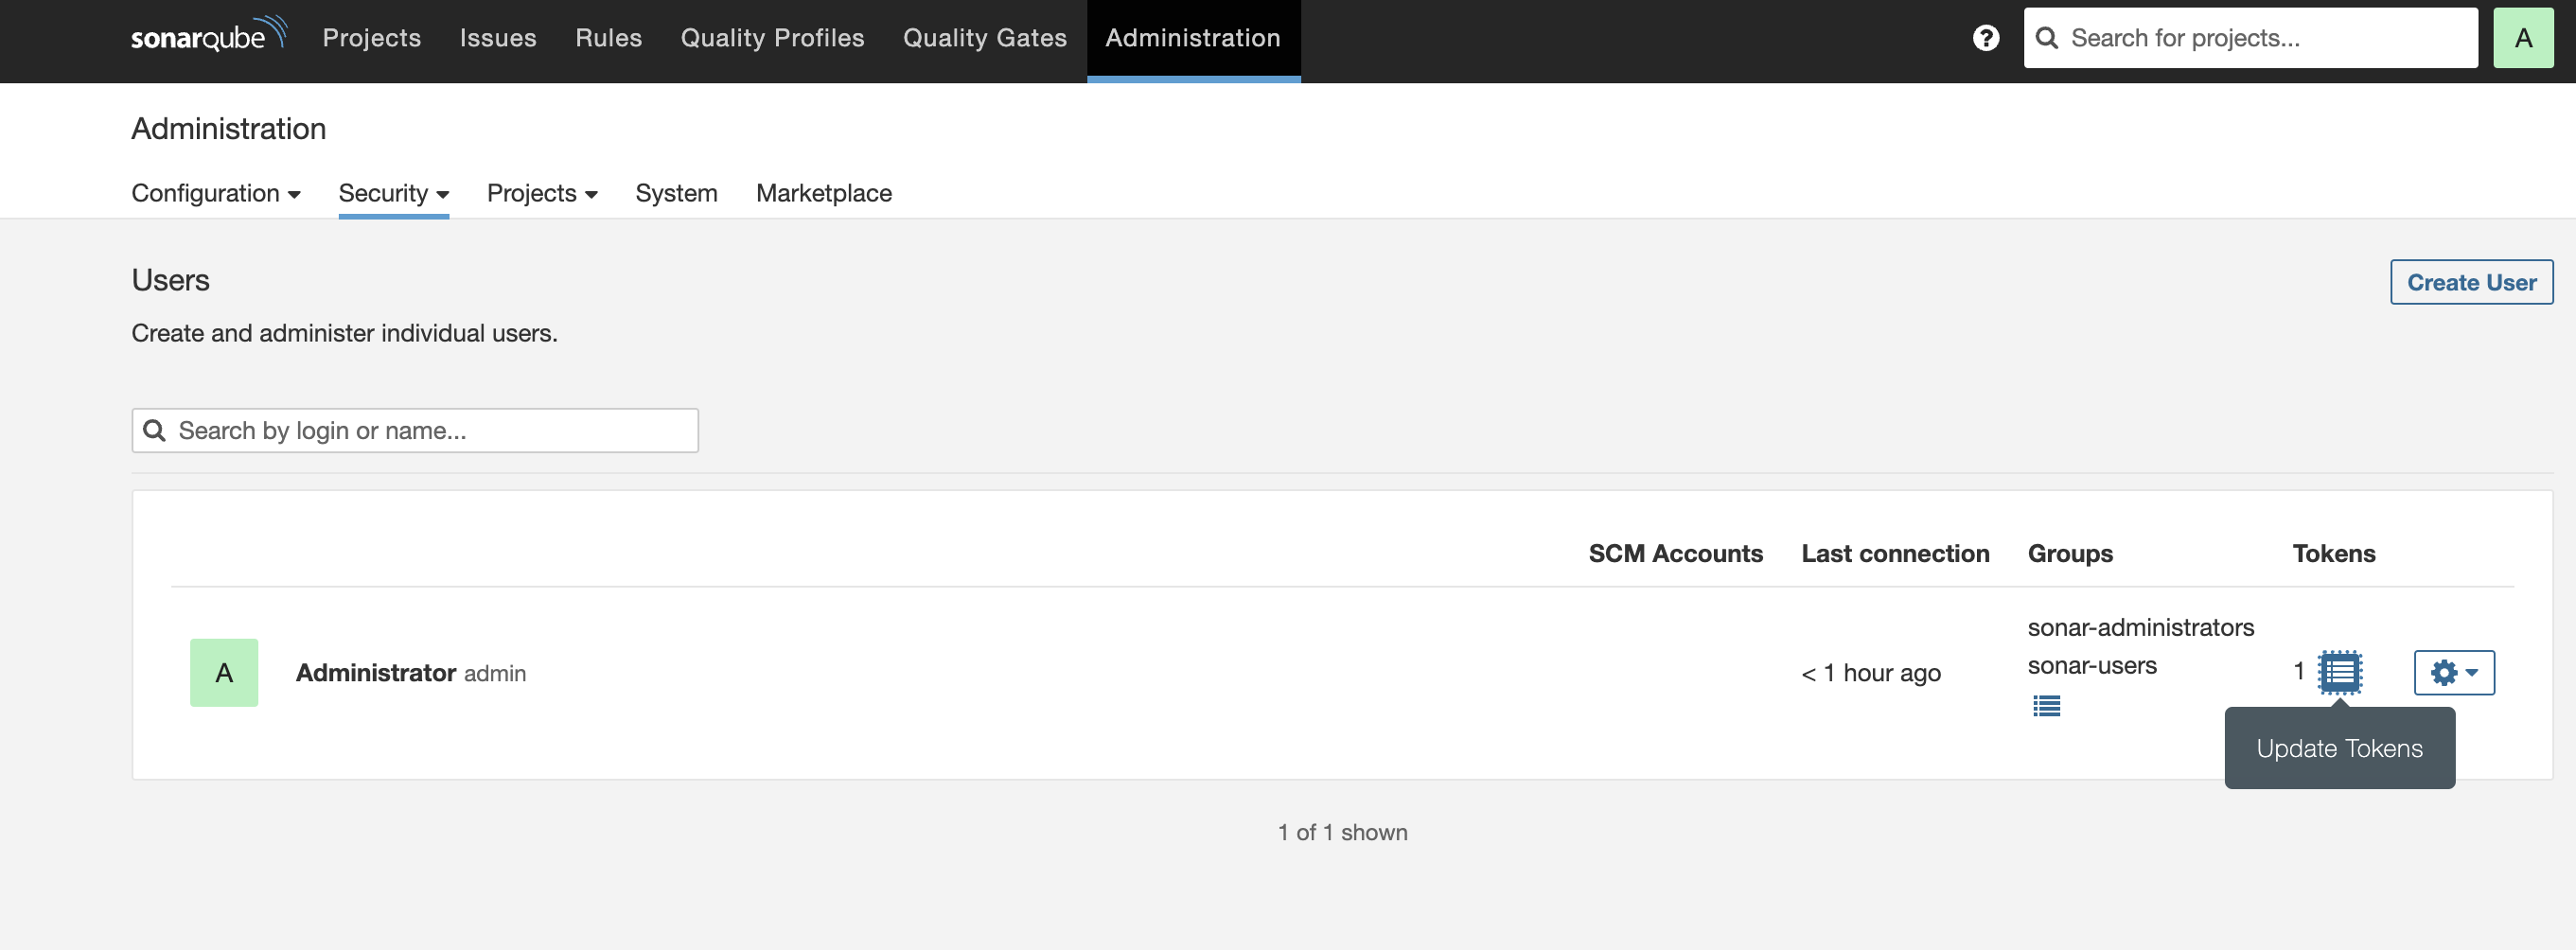 sonarqube Projects Issues Rules Quality Profiles Quality Gates Administration ? Search for projects... A
Administration
Configuration Security Projects System Marketplace
Users
Create User
Create and administer individual users.
Search by login or name...
SCM Accounts Last connection Groups Tokens
A Administrator admin
< 1 hour ago
sonar-administrators
sonar-users
1
Update Tokens
1 of 1 shown